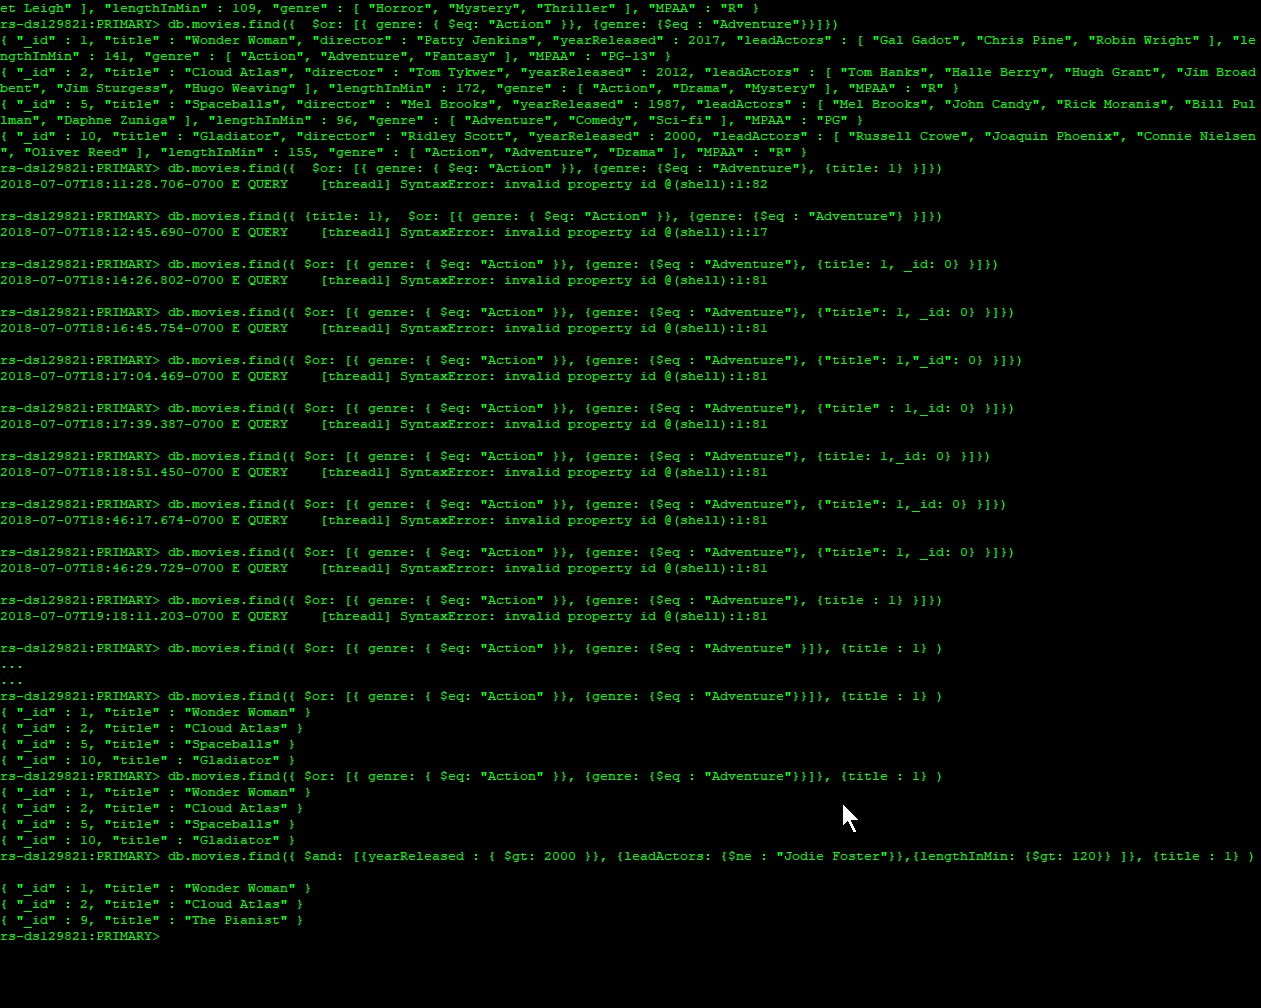 et Leigh" ], "lengthInMin" : 109, "genre" : [ "Horror", "Mystery", "Thriller" ], "MPAA" : "R" }
rs-ds129821:PRIMARY> db.movies.find({  $or: [{ genre: { $eq: "Action" }}, {genre: {$eq : "Adventure"}}]})
{ "_id" : 1, "title" : "Wonder Woman", "director" : "Patty Jenkins", "yearReleased" : 2017, "leadActors" : [ "Gal Gadot", "Chris Pine", "Robin Wright" ], "le
ngthInMin" : 141, "genre" : [ "Action", "Adventure", "Fantasy" ], "MPAA" : "PG-13" }
{ "_id" : 2, "title" : "Cloud Atlas", "director" : "Tom Tykwer", "yearReleased" : 2012, "leadActors" : [ "Tom Hanks", "Halle Berry", "Hugh Grant", "Jim Broad
bent", "Jim Sturgess", "Hugo Weaving" ], "lengthInMin" : 172, "genre" : [ "Action", "Drama", "Mystery" ], "MPAA" : "R" }
{ "_id" : 5, "title" : "Spaceballs", "director" : "Mel Brooks", "yearReleased" : 1987, "leadActors" : [ "Mel Brooks", "John Candy", "Rick Moranis", "Bill Pul
lman", "Daphne Zuniga" ], "lengthInMin" : 96, "genre" : [ "Adventure", "Comedy", "Sci-fi" ], "MPAA" : "PG" }
{ "_id" : 10, "title" : "Gladiator", "director" : "Ridley Scott", "yearReleased" : 2000, "leadActors" : [ "Russell Crowe", "Joaquin Phoenix", "Connie Nielsen
", "Oliver Reed" ], "lengthInMin" : 155, "genre" : [ "Action", "Adventure", "Drama" ], "MPAA" : "R" }
rs-ds129821:PRIMARY> db.movies.find({  $or: [{ genre: { $eq: "Action" }}, {genre: {$eq : "Adventure"}, {title: 1} }]})
2018-07-07T18:11:28.706-0700 E QUERY    [thread1] SyntaxError: invalid property id @(shell):1:82
rs-ds129821:PRIMARY> db.movies.find({ {title: 1},  $or: [{ genre: { $eq: "Action" }}, {genre: {$eq : "Adventure"} }]})
2018-07-07T18:12:45.690-0700 E QUERY    [thread1] SyntaxError: invalid property id @(shell):1:17
rs-ds129821:PRIMARY> db.movies.find({ $or: [{ genre: { $eq: "Action" }}, {genre: {$eq : "Adventure"}, {title: 1, _id: 0} }]})
2018-07-07T18:14:26.802-0700 E QUERY    [thread1] SyntaxError: invalid property id @(shell):1:81
rs-ds129821:PRIMARY> db.movies.find({ $or: [{ genre: { $eq: "Action" }}, {genre: {$eq : "Adventure"}, {"title": 1, _id: 0} }]})
2018-07-07T18:16:45.754-0700 E QUERY    [thread1] SyntaxError: invalid property id @(shell):1:81
rs-ds129821:PRIMARY> db.movies.find({ $or: [{ genre: { $eq: "Action" }}, {genre: {$eq : "Adventure"}, {"title": 1,"_id": 0} }]})
2018-07-07T18:17:04.469-0700 E QUERY    [thread1] SyntaxError: invalid property id @(shell):1:81
rs-ds129821:PRIMARY> db.movies.find({ $or: [{ genre: { $eq: "Action" }}, {genre: {$eq : "Adventure"}, {"title" : 1,_id: 0} }]})
2018-07-07T18:17:39.387-0700 E QUERY    [thread1] SyntaxError: invalid property id @(shell):1:81
rs-ds129821:PRIMARY> db.movies.find({ $or: [{ genre: { $eq: "Action" }}, {genre: {$eq : "Adventure"}, {title: 1,_id: 0} }]})
2018-07-07T18:18:51.450-0700 E QUERY    [thread1] SyntaxError: invalid property id @(shell):1:81
rs-ds129821:PRIMARY> db.movies.find({ $or: [{ genre: { $eq: "Action" }}, {genre: {$eq : "Adventure"}, {"title": 1,_id: 0} }]})
2018-07-07T18:46:17.674-0700 E QUERY    [thread1] SyntaxError: invalid property id @(shell):1:81
rs-ds129821:PRIMARY> db.movies.find({ $or: [{ genre: { $eq: "Action" }}, {genre: {$eq : "Adventure"}, {"title": 1, _id: 0} }]})
2018-07-07T18:46:29.729-0700 E QUERY    [thread1] SyntaxError: invalid property id @(shell):1:81
rs-ds129821:PRIMARY> db.movies.find({ $or: [{ genre: { $eq: "Action" }}, {genre: {$eq : "Adventure"}, {title : 1} }]})
2018-07-07T19:18:11.203-0700 E QUERY    [thread1] SyntaxError: invalid property id @(shell):1:81
rs-ds129821:PRIMARY> db.movies.find({ $or: [{ genre: { $eq: "Action" }}, {genre: {$eq : "Adventure" }]}, {title : 1} )
...
...
rs-ds129821:PRIMARY> db.movies.find({ $or: [{ genre: { $eq: "Action" }}, {genre: {$eq : "Adventure"}}]}, {title : 1} )
{ "_id" : 1, "title" : "Wonder Woman" }
{ "_id" : 2, "title" : "Cloud Atlas" }
{ "_id" : 5, "title" : "Spaceballs" }
{ "_id" : 10, "title" : "Gladiator" }
rs-ds129821:PRIMARY> db.movies.find({ $or: [{ genre: { $eq: "Action" }}, {genre: {$eq : "Adventure"}}]}, {title : 1} )
{ "_id" : 1, "title" : "Wonder Woman" }
{ "_id" : 2, "title" : "Cloud Atlas" }
{ "_id" : 5, "title" : "Spaceballs" }
{ "_id" : 10, "title" : "Gladiator" }
rs-ds129821:PRIMARY> db.movies.find({ $and: [{yearReleased : { $gt: 2000 }}, {leadActors: {$ne : "Jodie Foster"}},{lengthInMin: {$gt: 120}} ]}, {title : 1} )
{ "_id" : 1, "title" : "Wonder Woman" }
{ "_id" : 2, "title" : "Cloud Atlas" }
{ "_id" : 9, "title" : "The Pianist" }
rs-ds129821:PRIMARY>